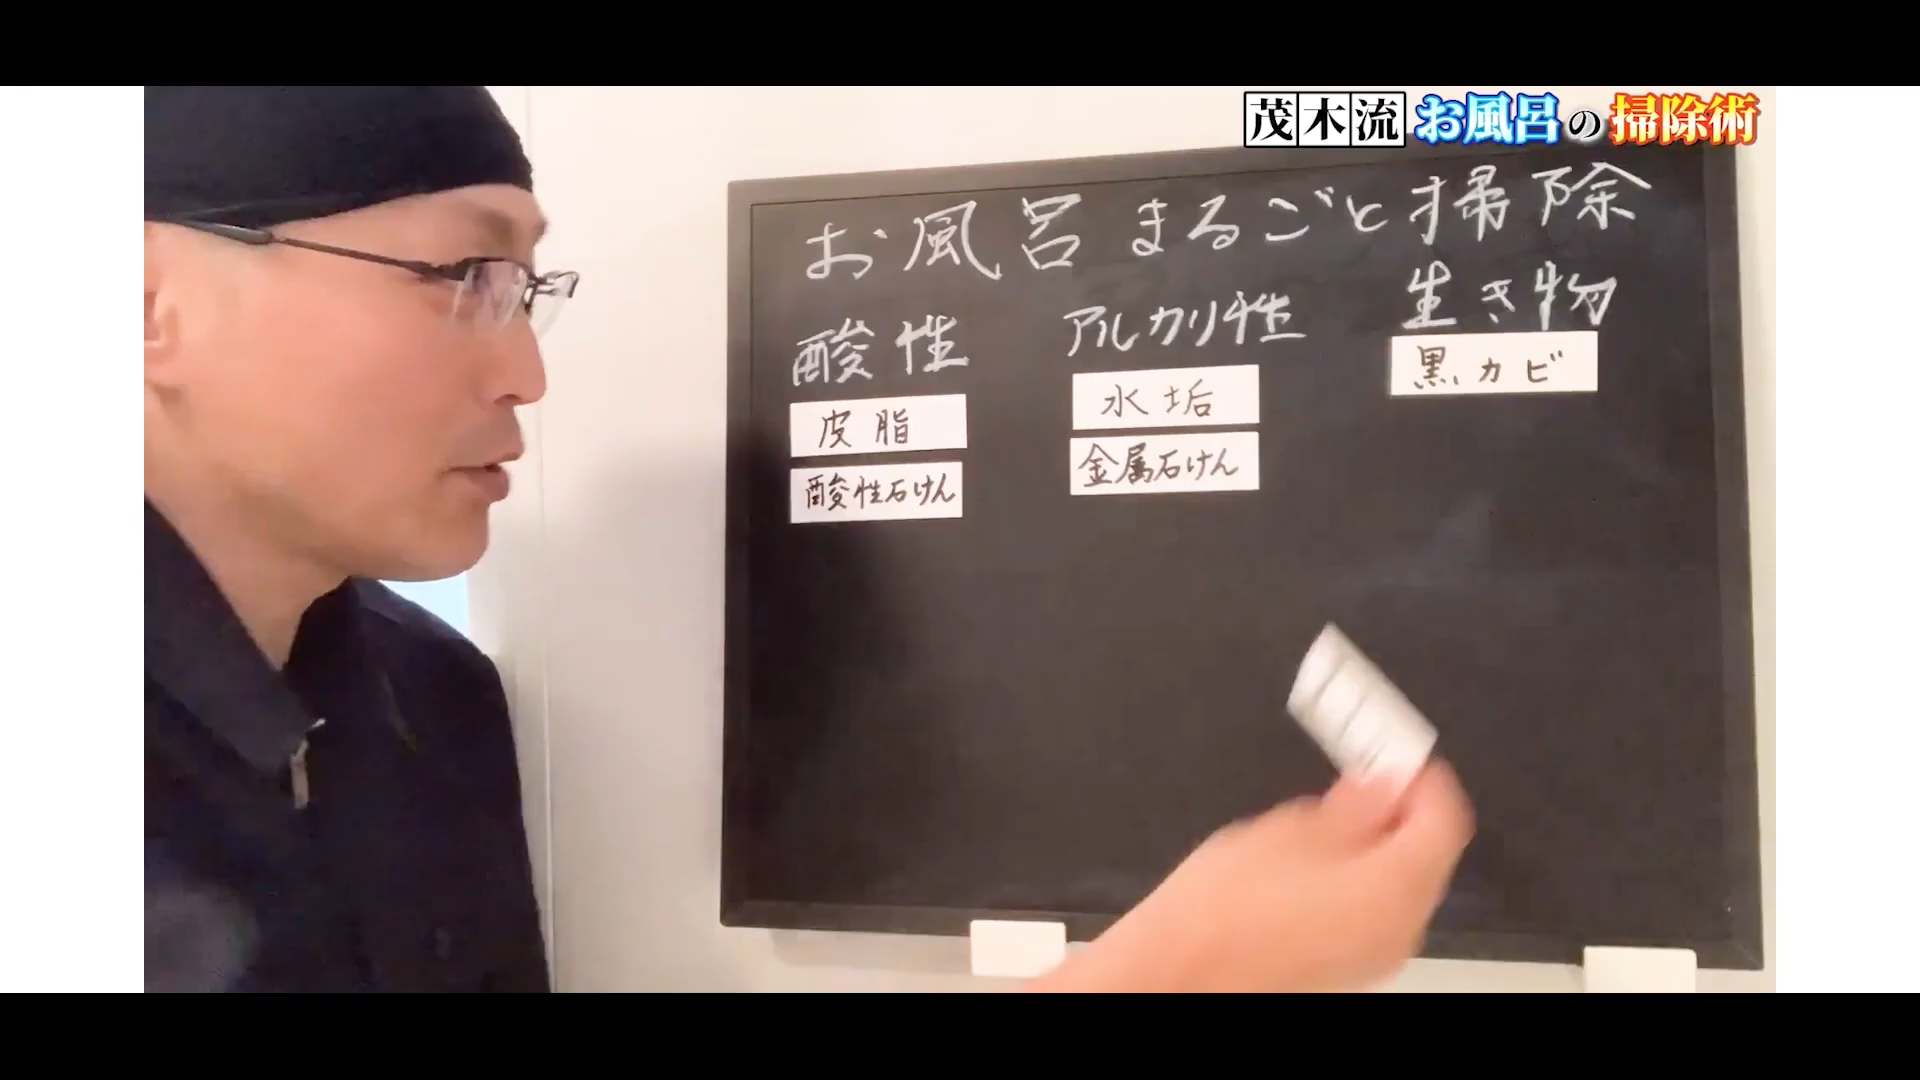 茂木流 お風呂の掃除術
お風呂まるごと掃除
酸性
皮脂
酸性石けん
アルカリ性
水垢
金属石けん
生き物
黒カビ